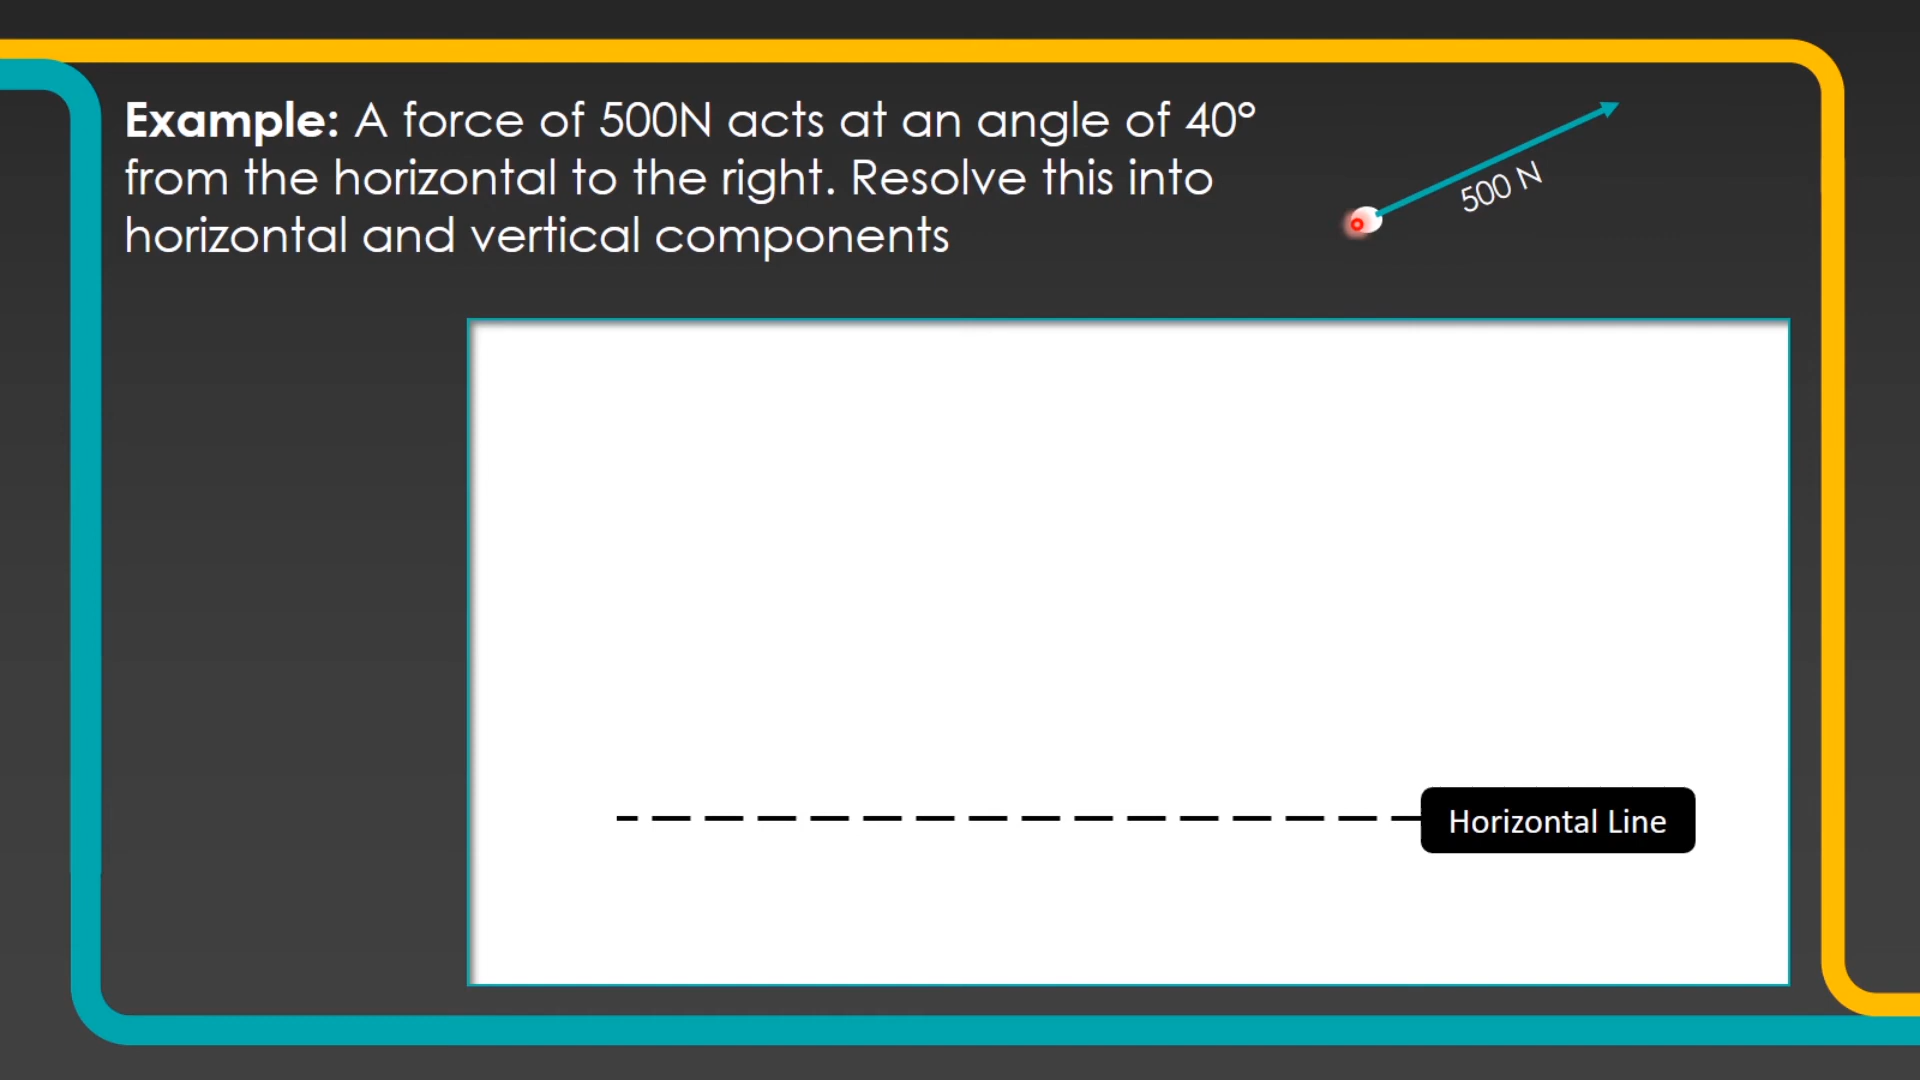 Example: A force of 500N acts at an angle of 40°
from the horizontal to the right. Resolve this into
horizontal and vertical components
500 N
Horizontal Line